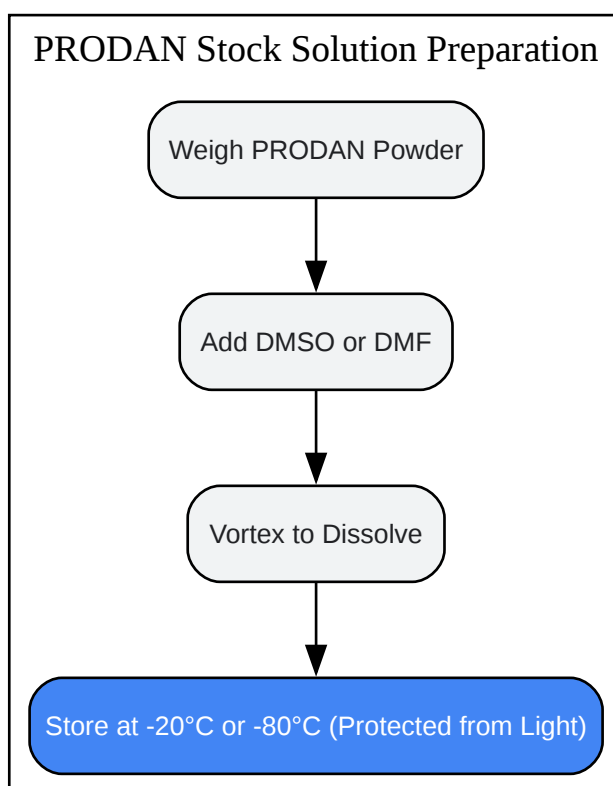 PRODAN Stock Solution Preparation
Weigh PRODAN Powder
Add DMSO or DMF
Vortex to Dissolve
Store at -20°C or -80°C (Protected from Light)